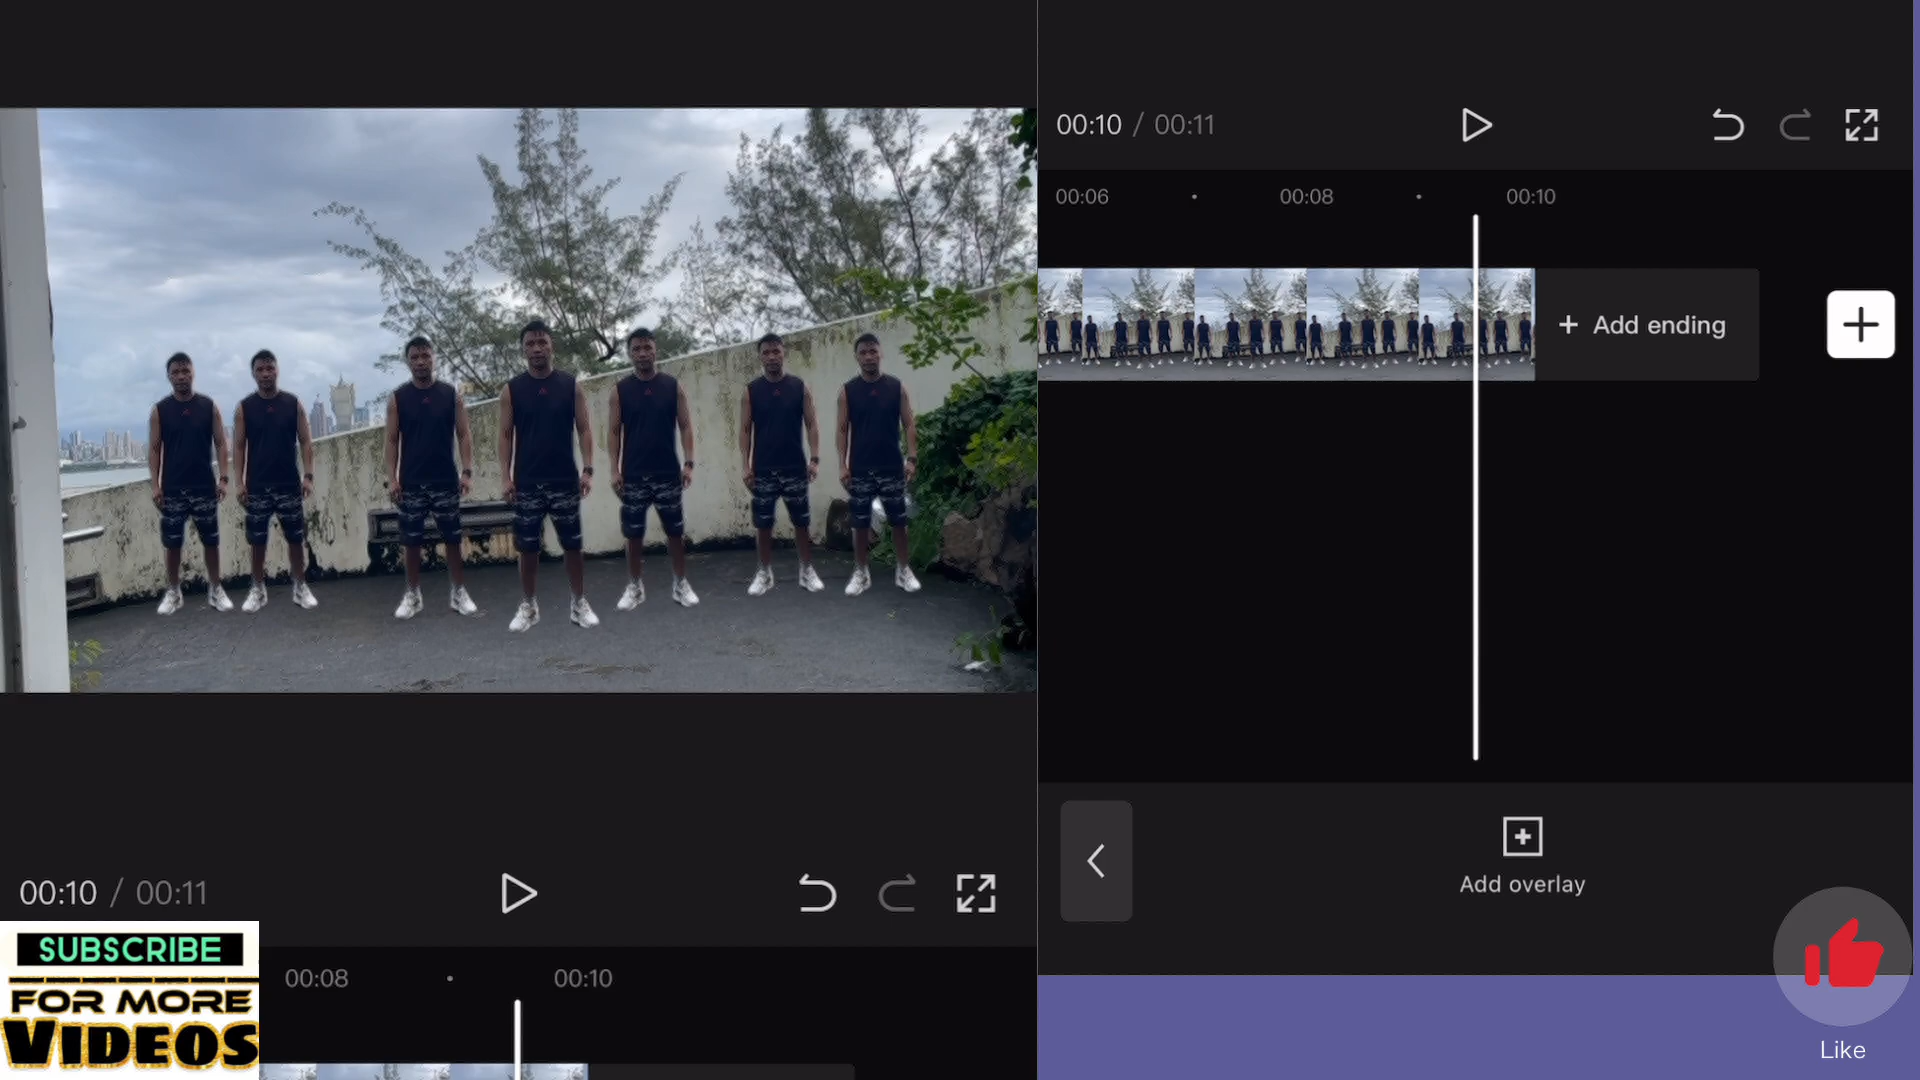 00:10 / 00:11
SUBSCRIBE
FOR MORE
VIDEOS
00:08
00:10
00:10 / 00:11
00:06
00:08
00:10
+ Add ending
Add overlay
Like